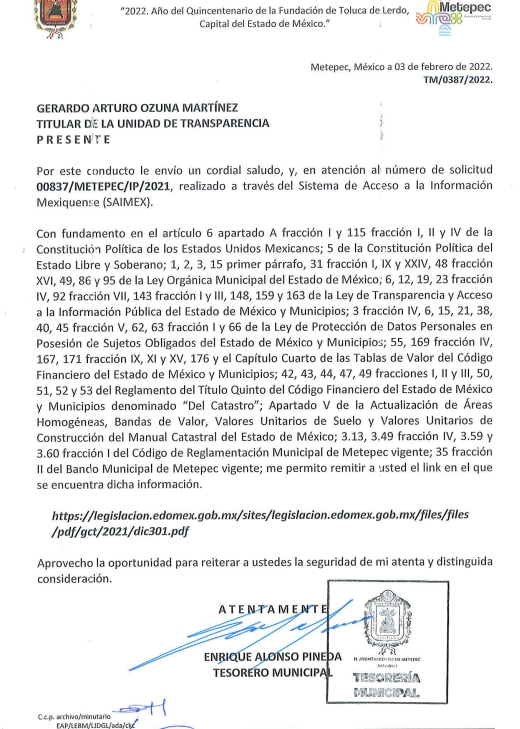 "2022. Año del Quincentenario de la Fundación de Toluca de Lerdo,
Capital del Estado de México."
Metepec
Metepec, México a 03 de febrero de 2022.
TM/0387/2022.
GERARDO ARTURO OZUNA MARTÍNEZ
TITULAR DE LA UNIDAD DE TRANSPARENCIA
P R E S E N T E
Por este conducto le envío un cordial saludo, y, en atención al número de solicitud
00837/METEPEC/IP/2021, realizado a través del Sistema de Acceso a la Información
Mexiquense (SAIMEX).
Con fundamento en el artículo 6 apartado A fracción I y 115 fracción I, II y IV de la
Constitución Política de los Estados Unidos Mexicanos; 5 de la Constitución Política del
Estado Libre y Soberano; 1, 2, 3, 15 primer párrafo, 31 fracción I, IX y XXIV, 48 fracción
XVI, 49, 86 y 95 de la Ley Orgánica Municipal del Estado de México; 6, 12, 19, 23 fracción
IV, 92 fracción VII, 143 fracción I y III, 148, 159 y 163 de la Ley de Transparencia y Acceso
a la Información Pública del Estado de México y Municipios; 3 fracción IV, 6, 15, 21, 38,
40, 45 fracción V, 62, 63 fracción I y 66 de la Ley de Protección de Datos Personales en
Posesión de Sujetos Obligados del Estado de México y Municipios; 55, 169 fracción IV,
167, 171 fracción IX, XI y XV, 176 y el Capítulo Cuarto de las Tablas de Valor del Código
Financiero del Estado de México y Municipios; 42, 43, 44, 47, 49 fracciones I, II y III, 50,
51, 52 y 53 del Reglamento del Título Quinto del Código Financiero del Estado de México
y Municipios denominado "Del Catastro"; Apartado V de la Actualización de Áreas
Homogéneas, Bandas de Valor, Valores Unitarios de Suelo y Valores Unitarios de
Construcción del Manual Catastral del Estado de México; 3.13, 3.49 fracción IV, 3.59 y
3.60 fracción I del Código de Reglamentación Municipal de Metepec vigente; 35 fracción
II del Bando Municipal de Metepec vigente; me permito remitir a usted el link en el que
se encuentra dicha información.
https://legislacion.edomex.gob.mx/sites/legislacion.edomex.gob.mx/files/files
/pdf/gct/2021/dic301.pdf
Aprovecho la oportunidad para reiterar a ustedes la seguridad de mi atenta y distinguida
consideración.
A T E N T A M E N T E
ENRIQUE ALONSO PINEDA
TESORERO MUNICIPAL
H. AYUNTAMIENTO DE METEPEC
TESORERÍA
MUNICIPAL
C.c.p. archivo/minutario
EAP/LEBM/LJDGL/ada/clc